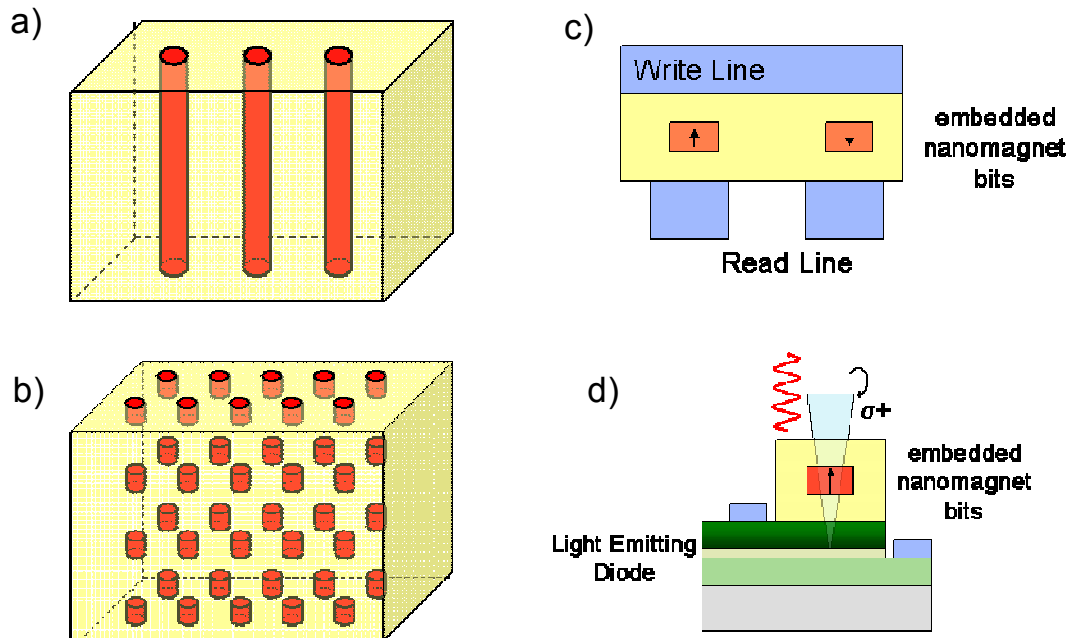 a)
c)
Write Line
embedded
nanomagnet
bits
Read Line
b)
d)
σ+
embedded
nanomagnet
bits
Light Emitting
Diode